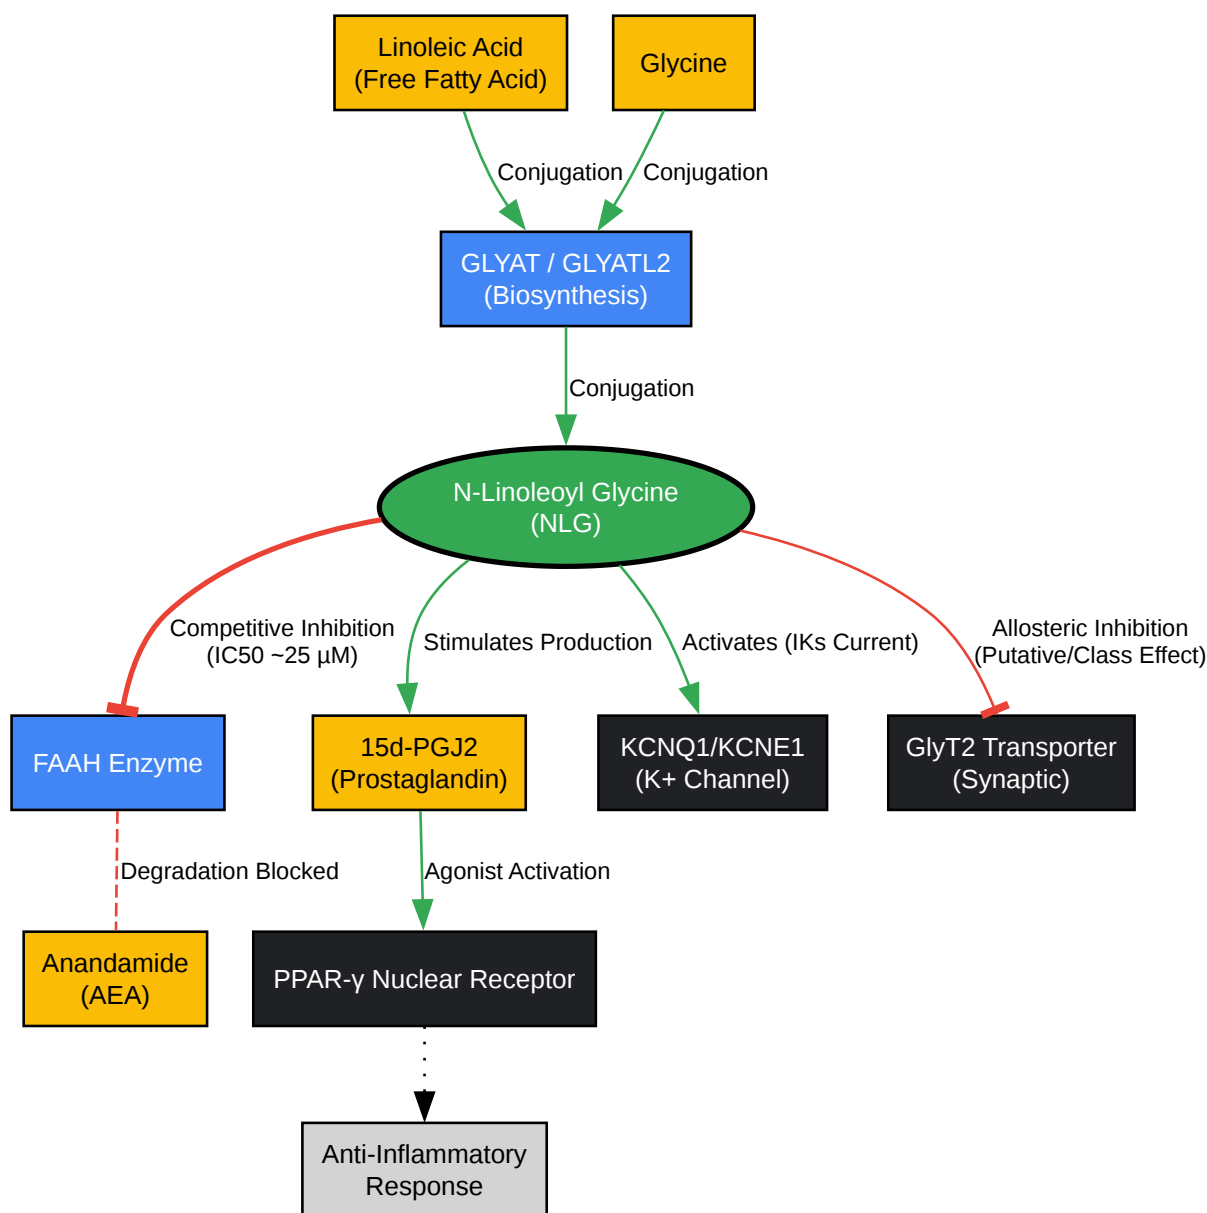 Linoleic Acid
(Free Fatty Acid)
Glycine
Conjugation
Conjugation
GLYAT / GLYATL2
(Biosynthesis)
Conjugation
N-Linoleoyl Glycine
(NLG)
Competitive Inhibition
(IC50 ~25 µM)
Stimulates Production
Activates (IKs Current)
Allosteric Inhibition
(Putative/Class Effect)
FAAH Enzyme
15d-PGJ2
(Prostaglandin)
KCNQ1/KCNE1
(K+ Channel)
GlyT2 Transporter
(Synaptic)
Degradation Blocked
Agonist Activation
Anandamide
(AEA)
PPAR-γ Nuclear Receptor
Anti-Inflammatory
Response